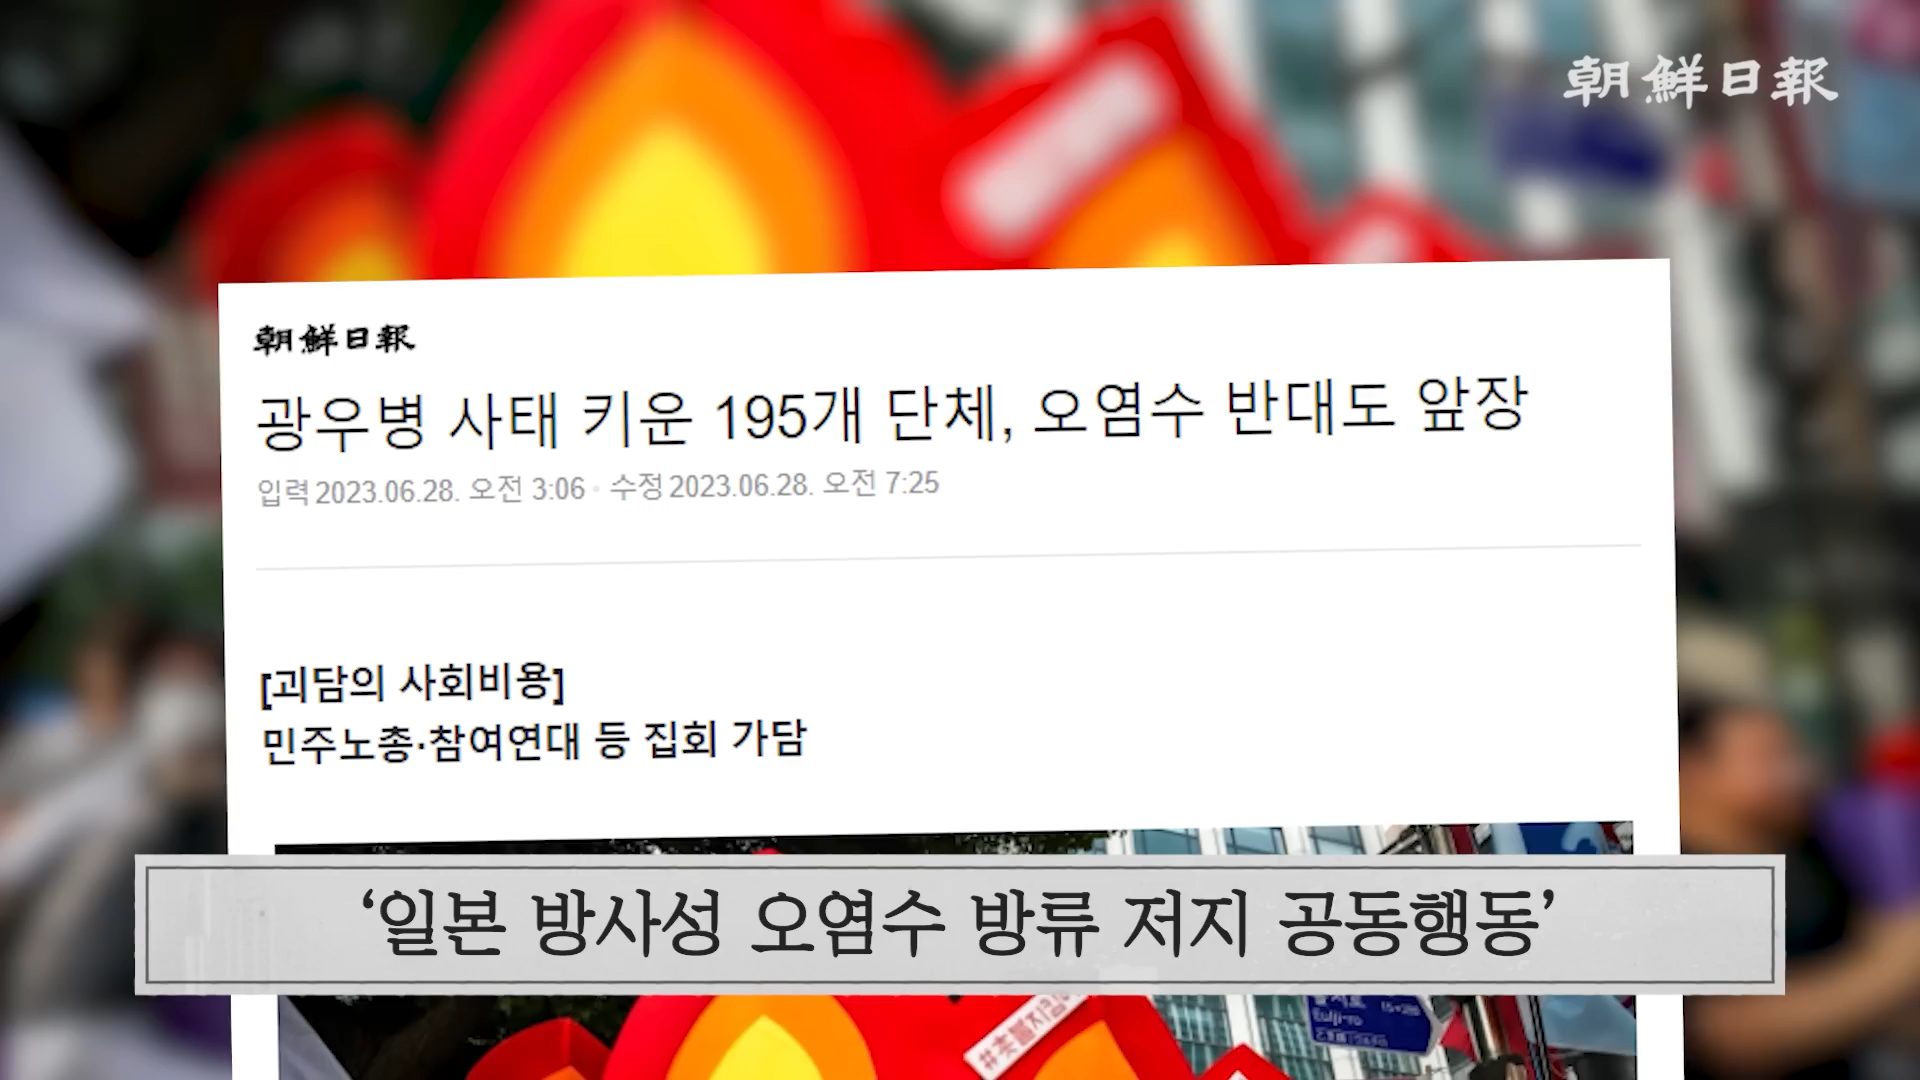 朝鮮日報
朝鮮日報
광우병 사태 키운 195개 단체, 오염수 반대도 앞장
입력 2023.06.28. 오전 3:06 · 수정 2023.06.28. 오전 7:25
[괴담의 사회비용]
민주노총·참여연대 등 집회 가담
‘일본 방사성 오염수 방류 저지 공동행동’
Eulji-ro